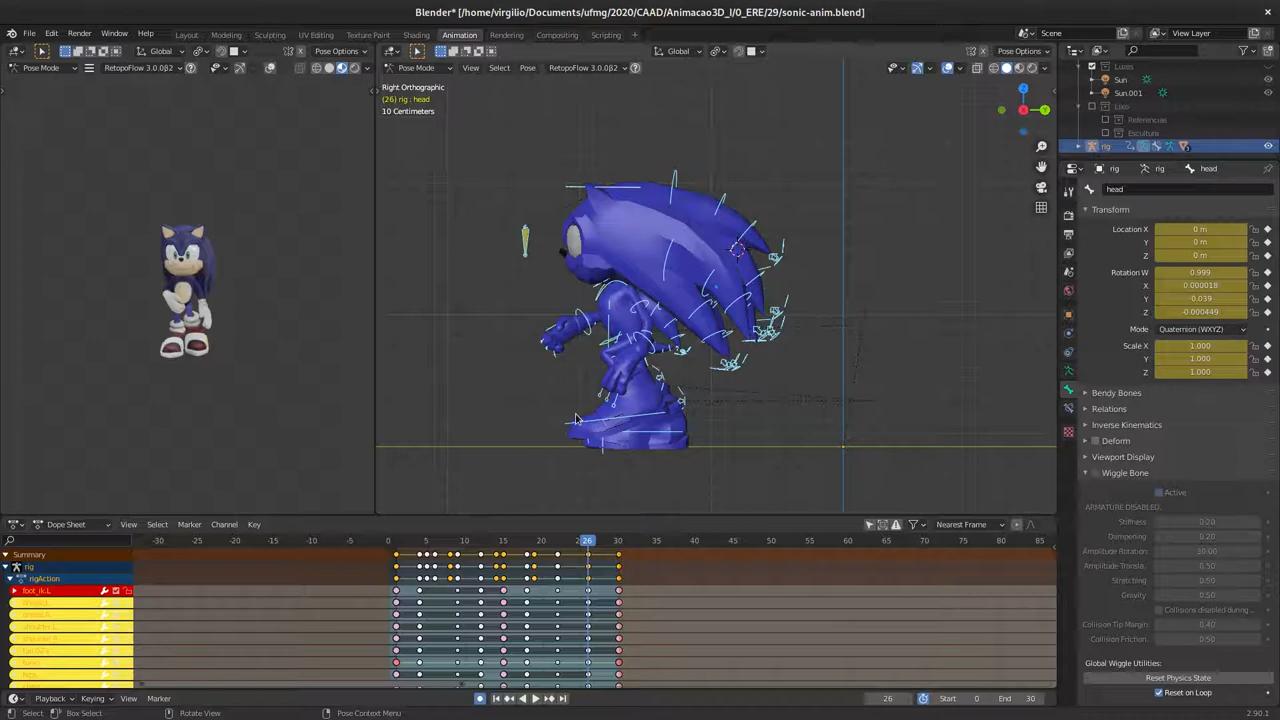 Blender* [/home/virgilio/Documents/ufmg/2020/CAAD/Animacao3D_I/0_ERE/29/sonic-anim.blend]
File Edit Render Window Help Layout Modeling Sculpting UV Editing Texture Paint Shading Animation Rendering Compositing Scripting Scene View Layer
Global Pose Options Global Pose Options
Pose Mode RetopoFlow 3.0.0β2 Pose Mode View Select Pose RetopoFlow 3.0.0β2
Right Orthographic
(26) rig : head
10 Centimeters
Luzes
Sun
Sun.001
Lixo
Referencias
Escultura
rig
rig rig head
head
Transform
Location X 0 m
Y 0 m
Z 0 m
Rotation W 0.999
X 0.000018
Y -0.039
Z -0.000449
Mode Quaternion (WXYZ)
Scale X 1.000
Y 1.000
Z 1.000
Bendy Bones
Relations
Inverse Kinematics
Deform
Viewport Display
Wiggle Bone
Active
ARMATURE DISABLED.
Stiffness 0.20
Dampening 0.20
Amplitude Rotation 30.00
Amplitude Transla. 0.50
Stretching 0.50
Gravity 0.50
Collisions disabled during ...
Collision Tip Margin 0.40
Collision Friction 0.50
Global Wiggle Utilities:
Reset Physics State
Reset on Loop
Dope Sheet View Select Marker Channel Key Nearest Frame
-30 -25 -20 -15 -10 -5 0 5 10 15 20 26 30 35 40 45 50 55 60
Summary
rig
rigAction
foot_ik.L
Playback Keying View Marker 26 Start 0 End 30
Select Box Select Rotate View Pose Context Menu 2.90.1